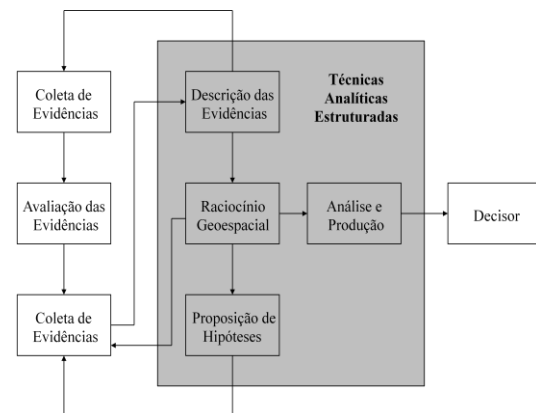 Técnicas
Analíticas
Estruturadas
Coleta de
Evidências
Descrição das
Evidências
Avaliação das
Evidências
Raciocínio
Geoespacial
Análise e
Produção
Decisor
Coleta de
Evidências
Proposição de
Hipóteses